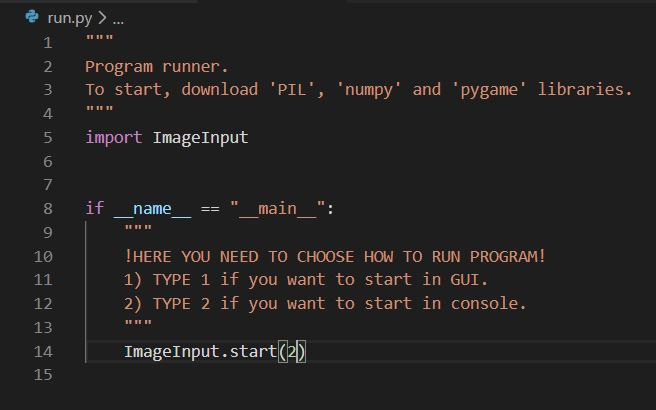 run.py > ...
1 """
2 Program runner.
3 To start, download 'PIL', 'numpy' and 'pygame' libraries.
4 """
5 import ImageInput
6
7
8 if __name__ == "__main__":
9     """
10     !HERE YOU NEED TO CHOOSE HOW TO RUN PROGRAM!
11     1) TYPE 1 if you want to start in GUI.
12     2) TYPE 2 if you want to start in console.
13     """
14     ImageInput.start(2)
15